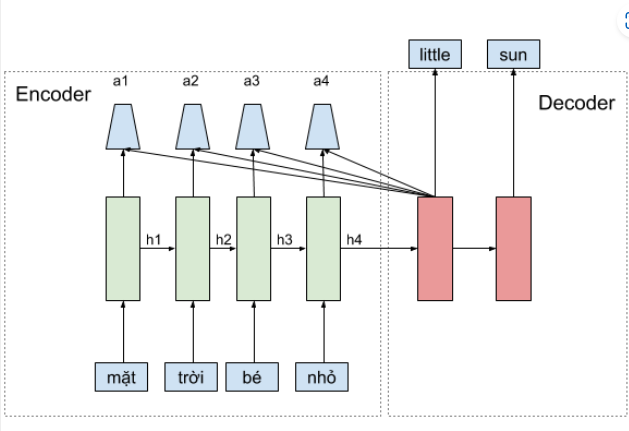 little sun
a1 a2 a3 a4
Encoder
Decoder
h1 h2 h3 h4
mặt trời bé nhỏ